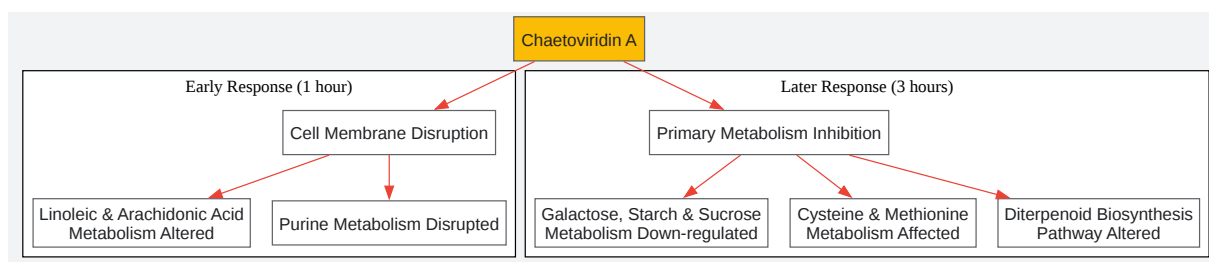 Chaetoviridin A
Early Response (1 hour)
Cell Membrane Disruption
Linoleic & Arachidonic Acid
Metabolism Altered
Purine Metabolism Disrupted
Later Response (3 hours)
Primary Metabolism Inhibition
Galactose, Starch & Sucrose
Metabolism Down-regulated
Cysteine & Methionine
Metabolism Affected
Diterpenoid Biosynthesis
Pathway Altered